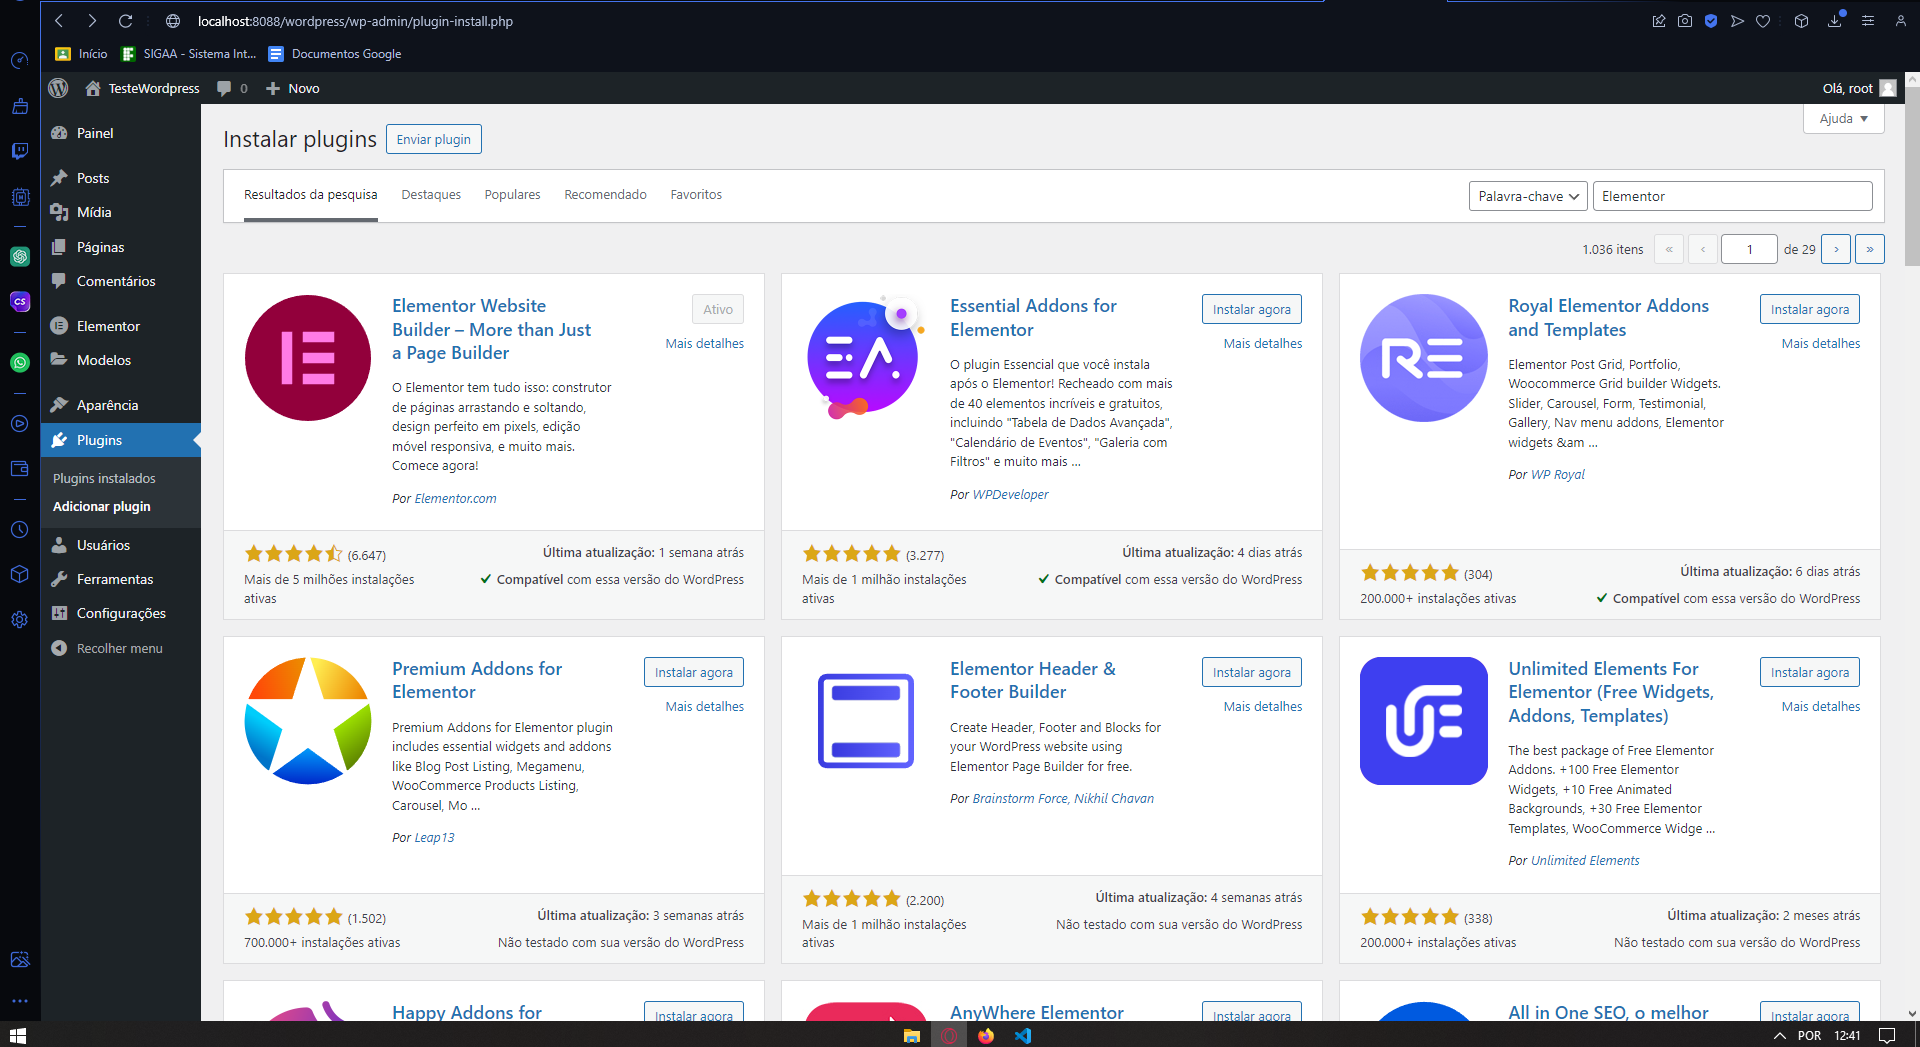 localhost:8088/wordpress/wp-admin/plugin-install.php
Início
SIGAA - Sistema Int...
Documentos Google
TesteWordpress
0
Novo
Olá, root
Painel
Posts
Mídia
Páginas
Comentários
Elementor
Modelos
Aparência
Plugins
Plugins instalados
Adicionar plugin
Usuários
Ferramentas
Configurações
Recolher menu
Ajuda
Instalar plugins
Enviar plugin
Resultados da pesquisa
Destaques
Populares
Recomendado
Favoritos
Palavra-chave
Elementor
1.036 itens
«
‹
1
de 29
›
»
Elementor Website
Builder – More than Just
a Page Builder
Ativo
Mais detalhes
O Elementor tem tudo isso: construtor
de páginas arrastando e soltando,
design perfeito em pixels, edição
móvel responsiva, e muito mais.
Comece agora!
Por Elementor.com
(6.647)
Mais de 5 milhões instalações
ativas
Última atualização: 1 semana atrás
Compatível com essa versão do WordPress
Essential Addons for
Elementor
Instalar agora
Mais detalhes
O plugin Essencial que você instala
após o Elementor! Recheado com mais
de 40 elementos incríveis e gratuitos,
incluindo "Tabela de Dados Avançada",
"Calendário de Eventos", "Galeria com
Filtros" e muito mais ...
Por WPDeveloper
(3.277)
Mais de 1 milhão instalações
ativas
Última atualização: 4 dias atrás
Compatível com essa versão do WordPress
Royal Elementor Addons
and Templates
Instalar agora
Mais detalhes
Elementor Post Grid, Portfolio,
Woocommerce Grid builder Widgets.
Slider, Carousel, Form, Testimonial,
Gallery, Nav menu addons, Elementor
widgets &am ...
Por WP Royal
(304)
200.000+ instalações ativas
Última atualização: 6 dias atrás
Compatível com essa versão do WordPress
Premium Addons for
Elementor
Instalar agora
Mais detalhes
Premium Addons for Elementor plugin
includes essential widgets and addons
like Blog Post Listing, Megamenu,
WooCommerce Products Listing,
Carousel, Mo ...
Por Leap13
(1.502)
700.000+ instalações ativas
Última atualização: 3 semanas atrás
Não testado com sua versão do WordPress
Elementor Header &
Footer Builder
Instalar agora
Mais detalhes
Create Header, Footer and Blocks for
your WordPress website using
Elementor Page Builder for free.
Por Brainstorm Force, Nikhil Chavan
(2.200)
Mais de 1 milhão instalações
ativas
Última atualização: 4 semanas atrás
Não testado com sua versão do WordPress
Unlimited Elements For
Elementor (Free Widgets,
Addons, Templates)
Instalar agora
Mais detalhes
The best package of Free Elementor
Addons. +100 Free Elementor
Widgets, +10 Free Animated
Backgrounds, +30 Free Elementor
Templates, WooCommerce Widge ...
Por Unlimited Elements
(338)
200.000+ instalações ativas
Última atualização: 2 meses atrás
Não testado com sua versão do WordPress
Happy Addons for
Instalar agora
AnyWhere Elementor
Instalar agora
All in One SEO, o melhor
Instalar agora
POR
12:41